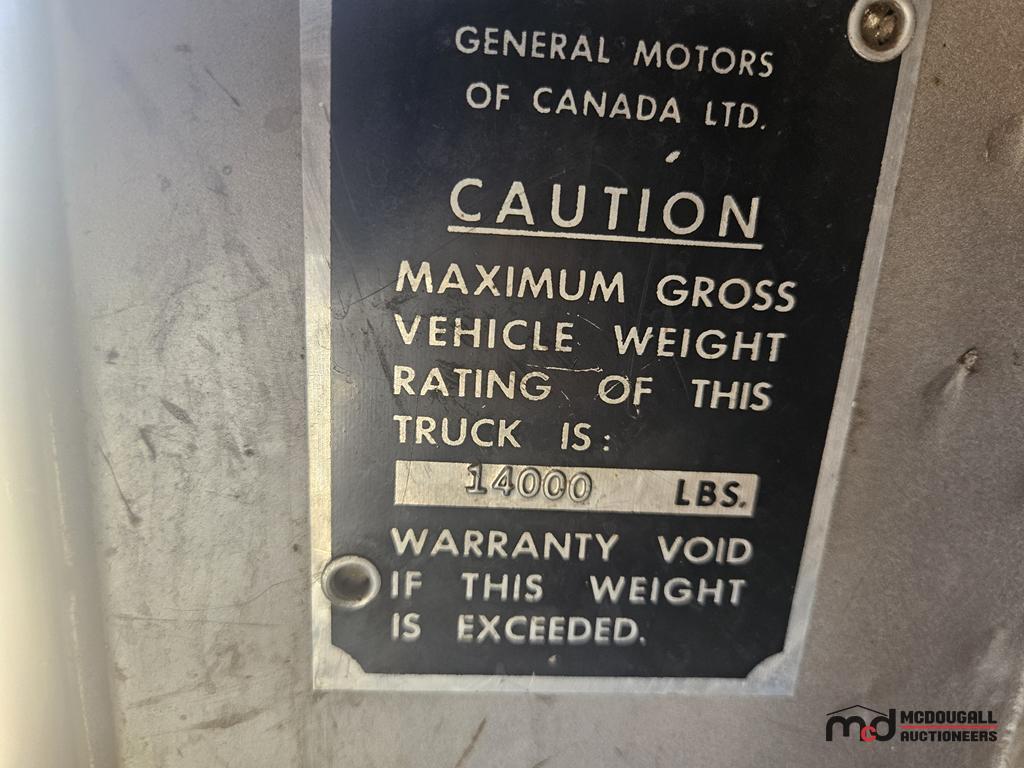 GENERAL MOTORS
OF CANADA LTD.
CAUTION
MAXIMUM GROSS
VEHICLE WEIGHT
RATING OF THIS
TRUCK IS:
14000 LBS.
WARRANTY VOID
IF THIS WEIGHT
IS EXCEEDED.
mcd MCDOUGALL
AUCTIONEERS